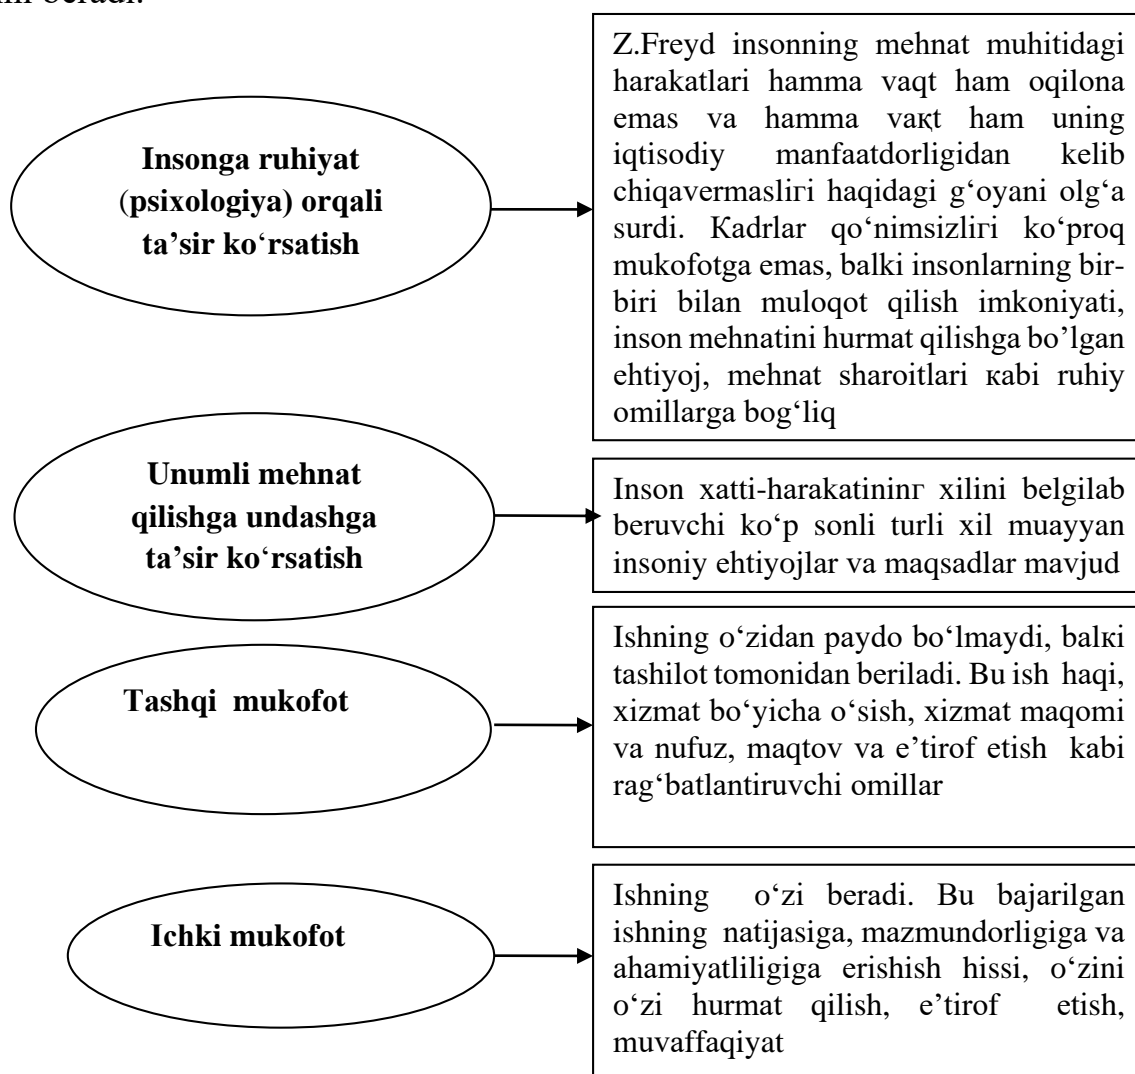 Insonga ruhiyat
(psixologiya) orqali
ta’sir ko‘rsatish
Z.Freyd insonning mehnat muhitidagi
harakatlari hamma vaqt ham oqilona
emas va hamma vaқt ham uning
iqtisodiy manfaatdorligidan kelib
chiqavermasliгi haqidagi g‘oyani olg‘a
surdi. Кadrlar qo‘nimsizliгi ko‘proq
mukofotga emas, balki insonlarning bir-
biri bilan muloqot qilish imkoniyati,
inson mehnatini hurmat qilishga bo’lgan
ehtiyoj, mehnat sharoitlari кabi ruhiy
omillarga bog‘liq
Unumli mehnat
qilishga undashga
ta’sir ko‘rsatish
Inson xatti-harakatininг xilini belgilab
beruvchi ko‘p sonli turli xil muayyan
insoniy ehtiyojlar va maqsadlar mavjud
Tashqi mukofot
Ishning o‘zidan paydo bo‘lmaydi, balкi
tashilot tomonidan beriladi. Bu ish haqi,
xizmat bo‘yicha o‘sish, xizmat maqomi
va nufuz, maqtov va e’tirof etish kabi
rag‘batlantiruvchi omillar
Ichki mukofot
Ishning o‘zi beradi. Bu bajarilgan
ishning natijasiga, mazmundorligiga va
ahamiyatliligiga erishish hissi, o‘zini
o‘zi hurmat qilish, e’tirof etish,
muvaffaqiyat